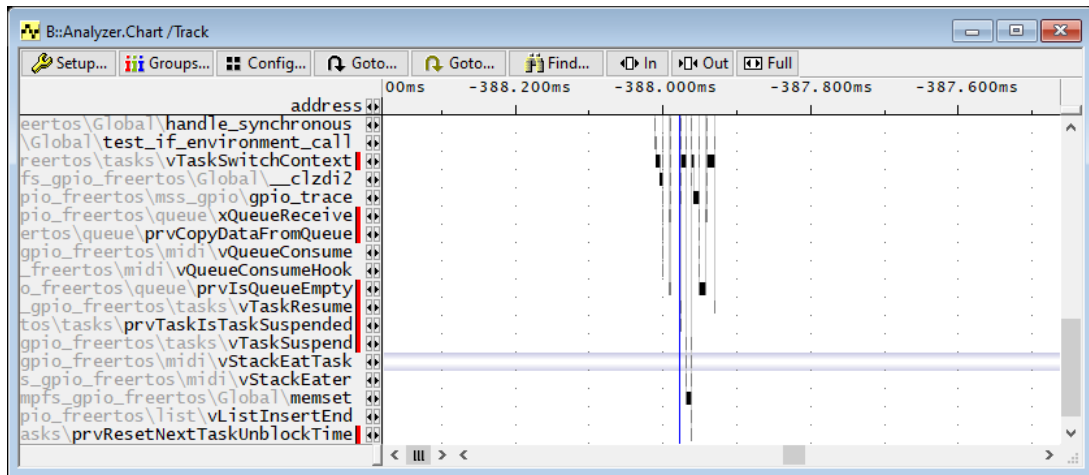 B::Analyzer.Chart /Track
Setup... Groups... Config... Goto... Goto... Find... In Out Full
00ms -388.200ms -388.000ms -387.800ms -387.600ms
address
eertos\Global\handle_synchronous
\Global\test_if_environment_call
reertos\tasks\vTaskSwitchContext
fs_gpio_freertos\Global\__clzdi2
pio_freertos\mss_gpio\gpio_trace
pio_freertos\queue\xQueueReceive
ertos\queue\prvCopyDataFromQueue
gpio_freertos\midi\vQueueConsume
_freertos\midi\vQueueConsumeHook
o_freertos\queue\prvIsQueueEmpty
_gpio_freertos\tasks\vTaskResume
tos\tasks\prvTaskIsTaskSuspended
gpio_freertos\tasks\vTaskSuspend
gpio_freertos\midi\vStackEatTask
s_gpio_freertos\midi\vStackEater
mpfs_gpio_freertos\Global\memset
pio_freertos\list\vListInsertEnd
asks\prvResetNextTaskUnblockTime